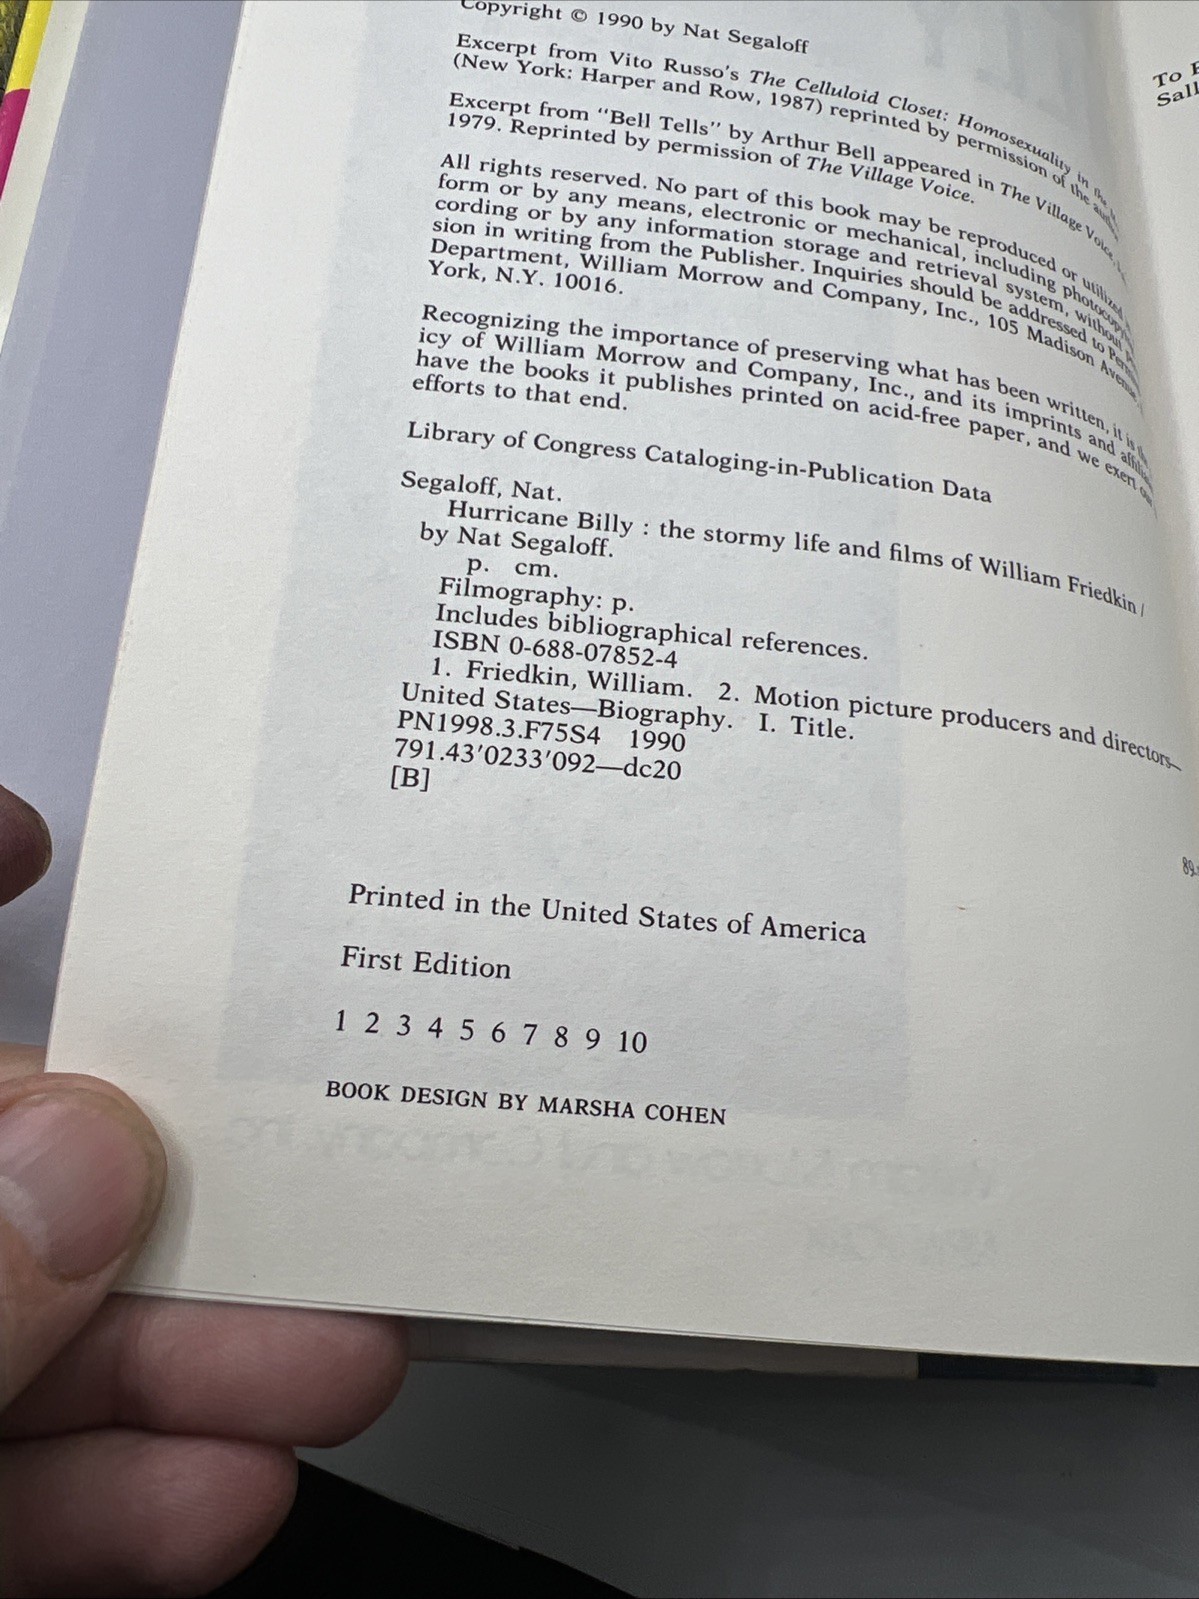 Copyright © 1990 by Nat Segaloff
Excerpt from Vito Russo's The Celluloid Closet: Homosexuality in the
(New York: Harper and Row, 1987) reprinted by permission of the author
Excerpt from "Bell Tells" by Arthur Bell appeared in The Village Voice,
1979. Reprinted by permission of The Village Voice.
All rights reserved. No part of this book may be reproduced or utilized
form or by any means, electronic or mechanical, including
cording or by any information storage and retrieval system, without
sion in writing from the Publisher. Inquiries should be addressed to
Department, William Morrow and Company, Inc., 105 Madison Avenue,
York, N.Y. 10016.
Recognizing the importance of preserving what has been written, it is the
icy of William Morrow and Company, Inc., and its imprints and
have the books it publishes printed on acid-free paper, and we exert our
efforts to that end.
Library of Congress Cataloging-in-Publication Data
Segaloff, Nat.
Hurricane Billy : the stormy life and films of William Friedkin /
by Nat Segaloff.
p. cm.
Filmography: p.
Includes bibliographical references.
ISBN 0-688-07852-4
1. Friedkin, William. 2. Motion picture producers and directors—
United States—Biography. I. Title.
PN1998.3.F75S4 1990
791.43'0233'092—dc20
[B]
89-
Printed in the United States of America
First Edition
1 2 3 4 5 6 7 8 9 10
BOOK DESIGN BY MARSHA COHEN
To
Sall